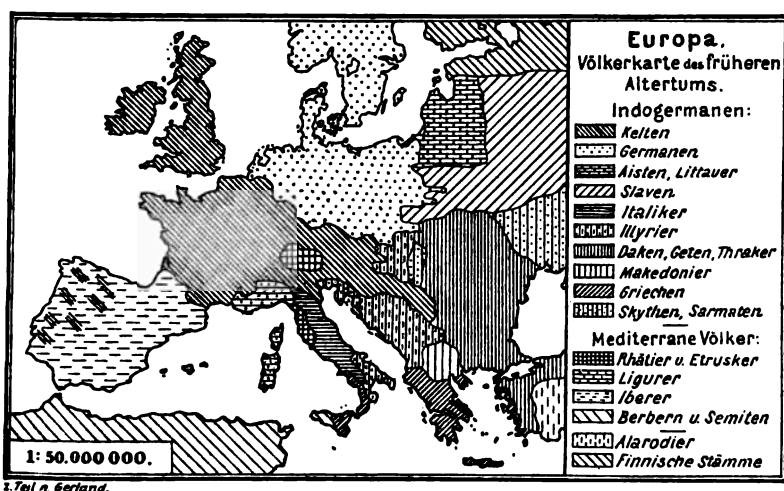 Europa.
Völkerkarte des früheren
Altertums.
Indogermanen:
Kelten
Germanen
Aisten, Littauer
Slaven
Italiker
Illyrier
Daken, Geten, Thraker
Makedonier
Griechen
Skythen, Sarmaten
Mediterrane Völker:
Rhätier u. Etrusker
Ligurer
Iberer
Berbern u. Semiten
Alarodier
Finnische Stämme
1:50.000 000.
z. Teil n. Gerland.